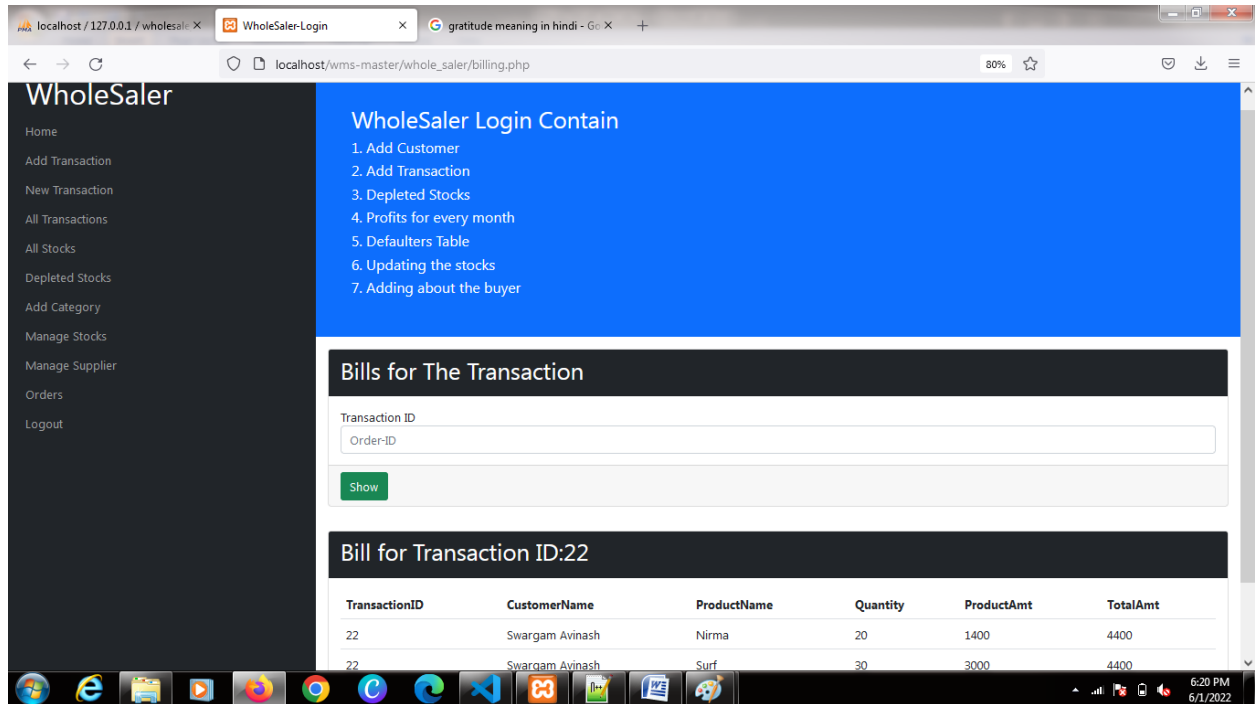 localhost / 127.0.0.1 / wholesale
WholeSaler-Login
gratitude meaning in hindi - Go
localhost/wms-master/whole_saler/billing.php
80%
WholeSaler
Home
Add Transaction
New Transaction
All Transactions
All Stocks
Depleted Stocks
Add Category
Manage Stocks
Manage Supplier
Orders
Logout
WholeSaler Login Contain
1. Add Customer
2. Add Transaction
3. Depleted Stocks
4. Profits for every month
5. Defaulters Table
6. Updating the stocks
7. Adding about the buyer
Bills for The Transaction
Transaction ID
Order-ID
Show
Bill for Transaction ID:22
TransactionID CustomerName ProductName Quantity ProductAmt TotalAmt
22 Swargam Avinash Nirma 20 1400 4400
22 Swargam Avinash Surf 30 3000 4400
6:20 PM
6/1/2022